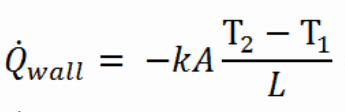 Q̇_wall = −kA (T₂ − T₁) / L